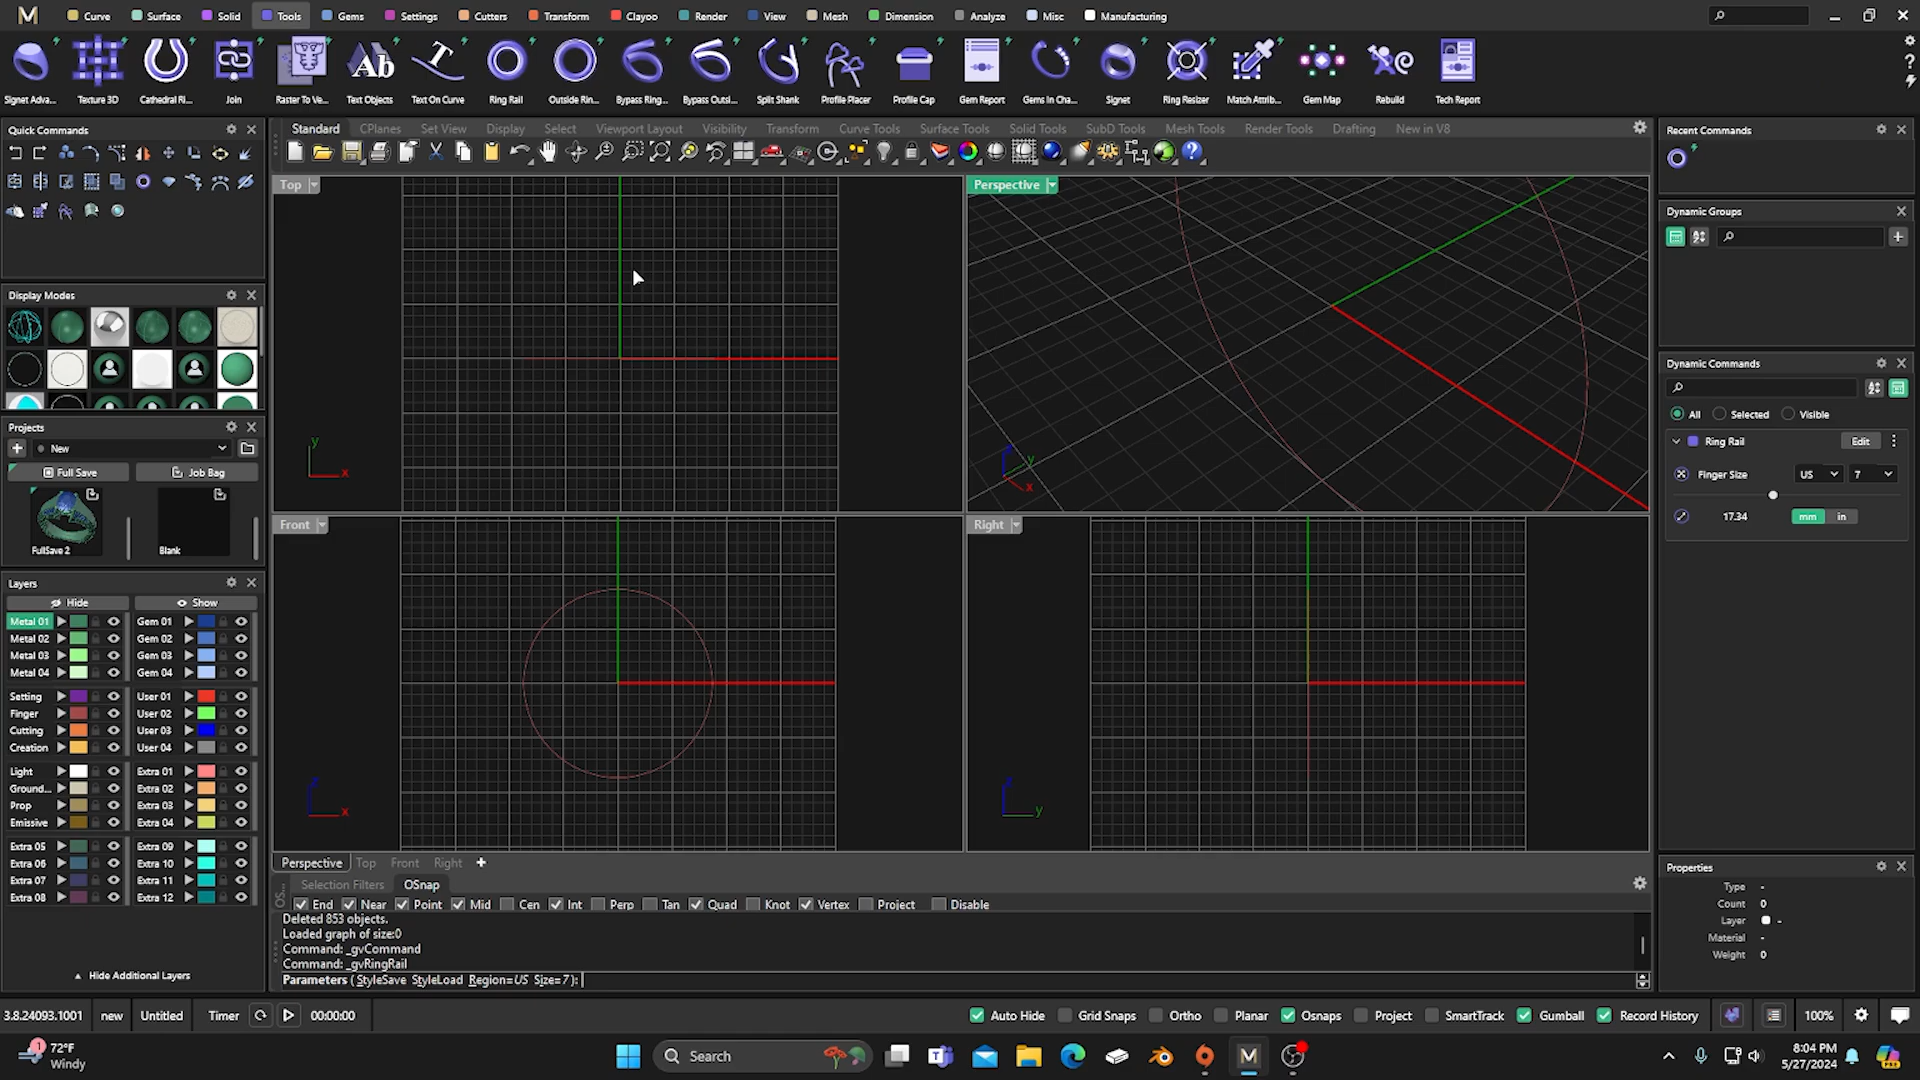 Curve Surface Solid Tools Gems Settings Cutters Transform Clayoo Render View Mesh Dimension Analyze Misc Manufacturing
Signet Adva... Texture 3D Cathedral Ri... Join Raster To Ve... Text Objects Text On Curve Ring Rail Outside Rin... Bypass Ring... Bypass Outsi... Split Shank Profile Placer Profile Cap Gem Report Gems In Cha... Signet Ring Resizer Match Attrib... Gem Map Rebuild Tech Report
Quick Commands
Standard CPlanes Set View Display Select Viewport Layout Visibility Transform Curve Tools Surface Tools Solid Tools SubD Tools Mesh Tools Render Tools Drafting New in V8
Recent Commands
Top
Perspective
Dynamic Groups
Display Modes
Dynamic Commands
All Selected Visible
Ring Rail Edit
Finger Size US 7
17.34 mm in
Projects
New
Full Save Job Bag
FullSave 2 Blank
Front
Right
Layers
Hide Show
Metal 01 Gem 01
Metal 02 Gem 02
Metal 03 Gem 03
Metal 04 Gem 04
Setting User 01
Finger User 02
Cutting User 03
Creation User 04
Light Extra 01
Ground... Extra 02
Prop Extra 03
Emissive Extra 04
Extra 05 Extra 09
Extra 06 Extra 10
Extra 07 Extra 11
Extra 08 Extra 12
Hide Additional Layers
x y
x y
x
y
Perspective Top Front Right
Selection Filters OSnap
End Near Point Mid Cen Int Perp Tan Quad Knot Vertex Project Disable
Deleted 853 objects.
Loaded graph of size:0
Command: _gvCommand
Command: _gvRingRail
Parameters ( StyleSave StyleLoad Region=US Size=7 ):
Properties
Type -
Count 0
Layer -
Material -
Weight 0
3.8.24093.1001 new Untitled Timer 00:00:00 Auto Hide Grid Snaps Ortho Planar Osnaps Project SmartTrack Gumball Record History 100%
72°F
Windy
Search
8:04 PM
5/27/2024